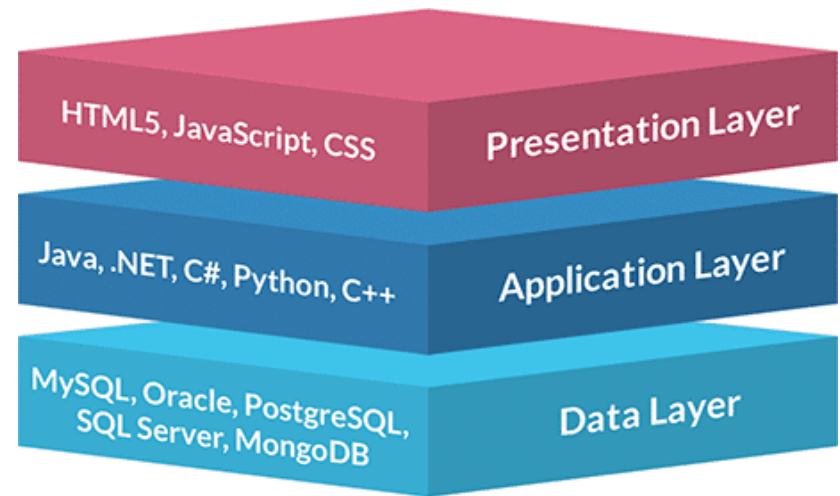 HTML5, JavaScript, CSS
Presentation Layer
Java, .NET, C#, Python, C++
Application Layer
MySQL, Oracle, PostgreSQL,
SQL Server, MongoDB
Data Layer